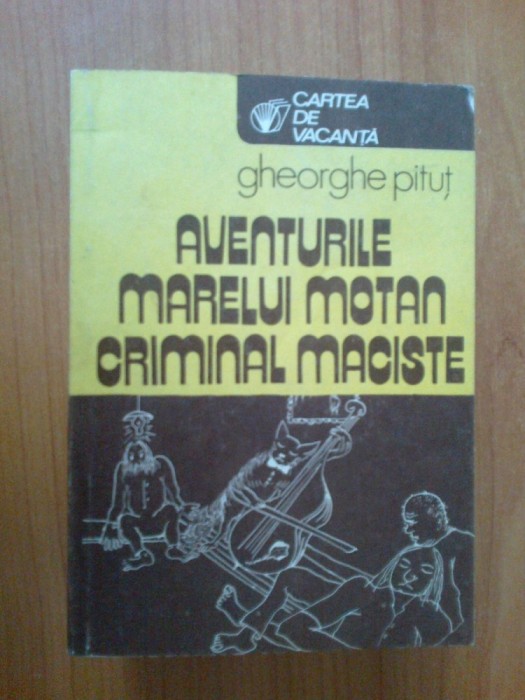 CARTEA
DE
VACANȚĂ
gheorghe pituț
AVENTURILE
MARELUI MOTAN
CRIMINAL MACISTE